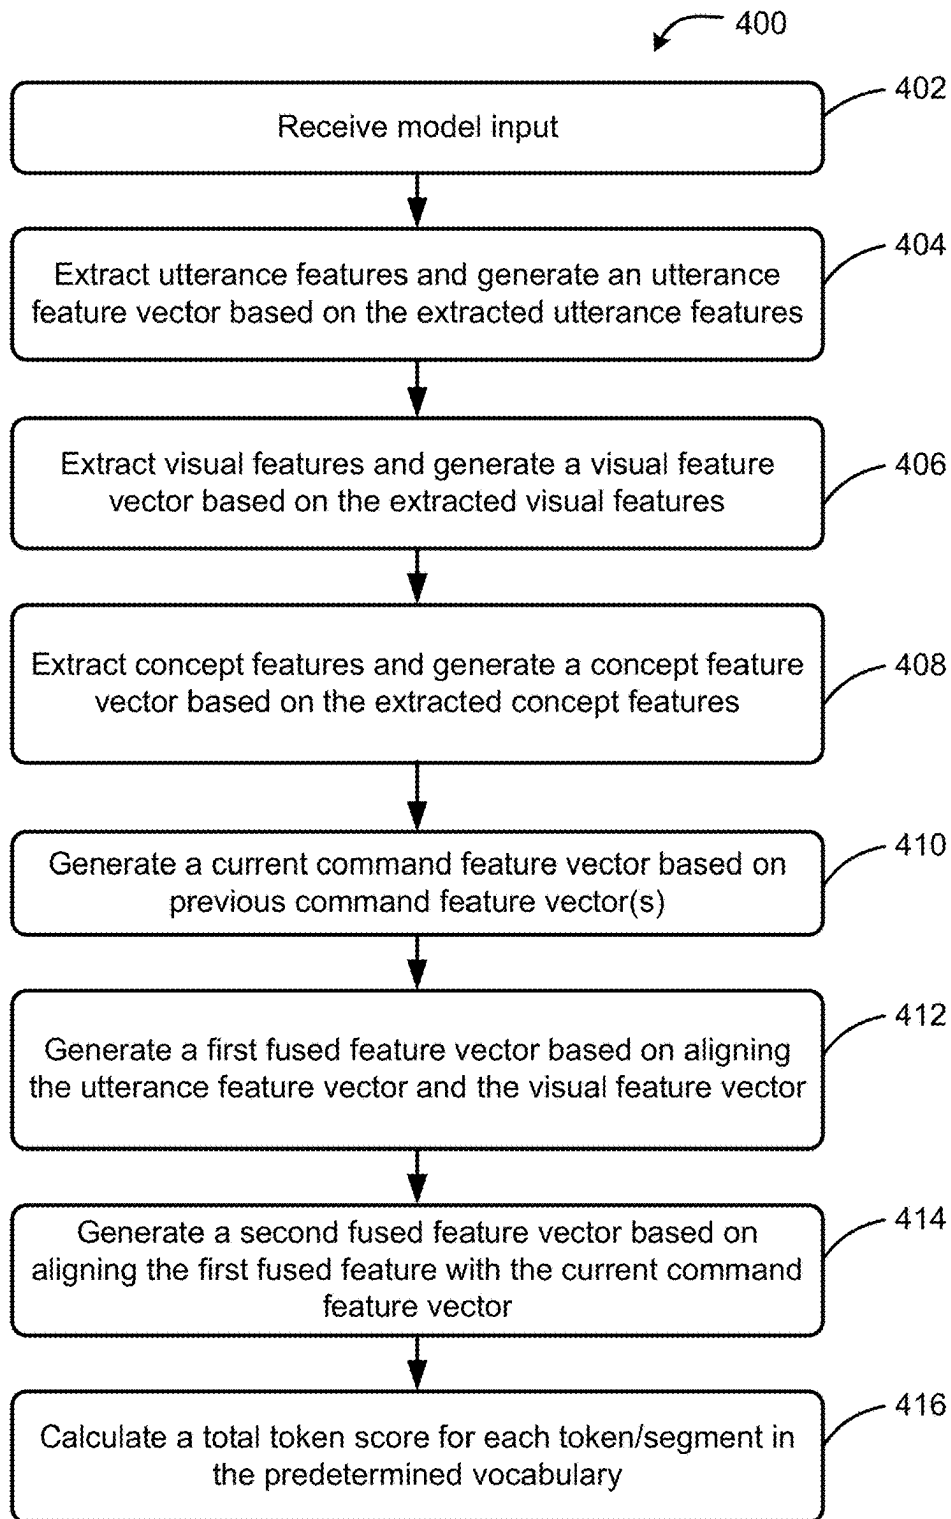 400
402
Receive model input
404
Extract utterance features and generate an utterance
feature vector based on the extracted utterance features
406
Extract visual features and generate a visual feature
vector based on the extracted visual features
408
Extract concept features and generate a concept feature
vector based on the extracted concept features
410
Generate a current command feature vector based on
previous command feature vector(s)
412
Generate a first fused feature vector based on aligning
the utterance feature vector and the visual feature vector
414
Generate a second fused feature vector based on
aligning the first fused feature with the current command
feature vector
416
Calculate a total token score for each token/segment in
the predetermined vocabulary